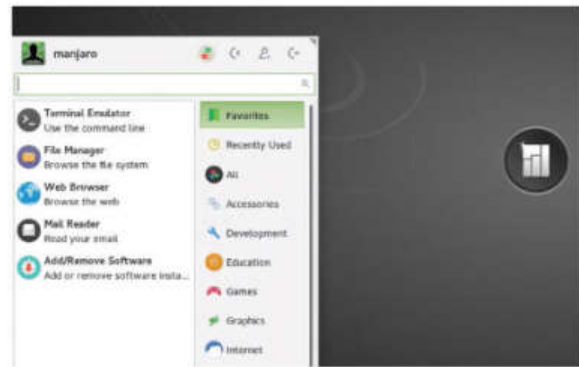 manjaro
Terminal Emulator
Use the command line
File Manager
Browse the file system
Web Browser
Browse the web
Mail Reader
Read your email
Add/Remove Software
Add or remove software insta...
Favorites
Recently Used
All
Accessories
Development
Education
Games
Graphics
Internet